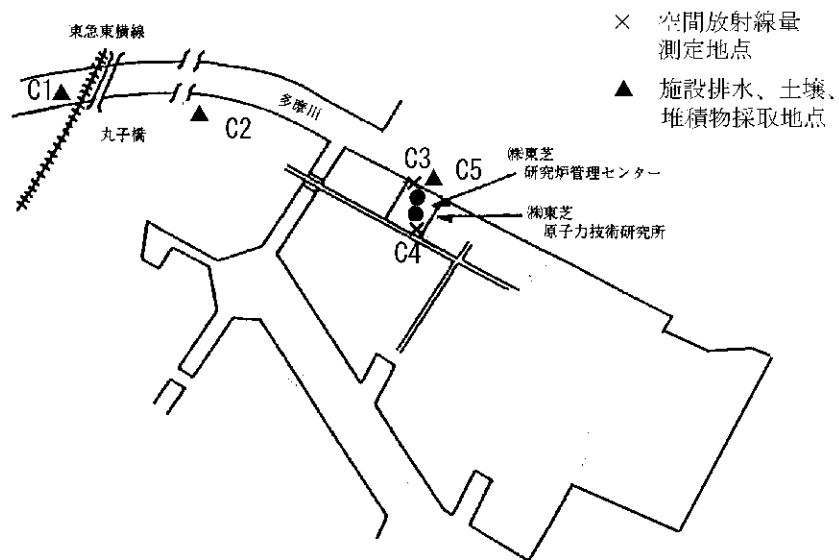 × 空間放射線量
測定地点
▲ 施設排水、土壌、
堆積物採取地点
東急東横線
C1
丸子橋
C2
多摩川
C3
C5
㈱東芝
研究炉管理センター
㈱東芝
原子力技術研究所
C4